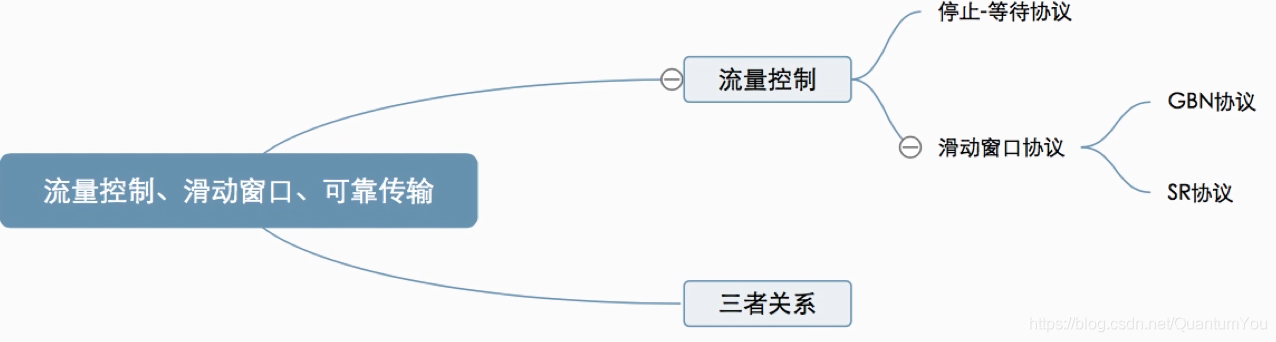 停止-等待协议
流量控制
GBN协议
滑动窗口协议
流量控制、滑动窗口、可靠传输
SR协议
三者关系
https://blog.csdn.net/QuantumYou